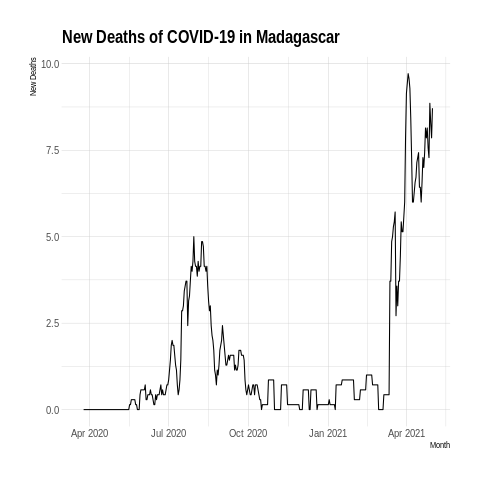 New Deaths of COVID-19 in Madagascar
New Deaths
10.0
7.5
5.0
2.5
0.0
Apr 2020 Jul 2020 Oct 2020 Jan 2021 Apr 2021
Month